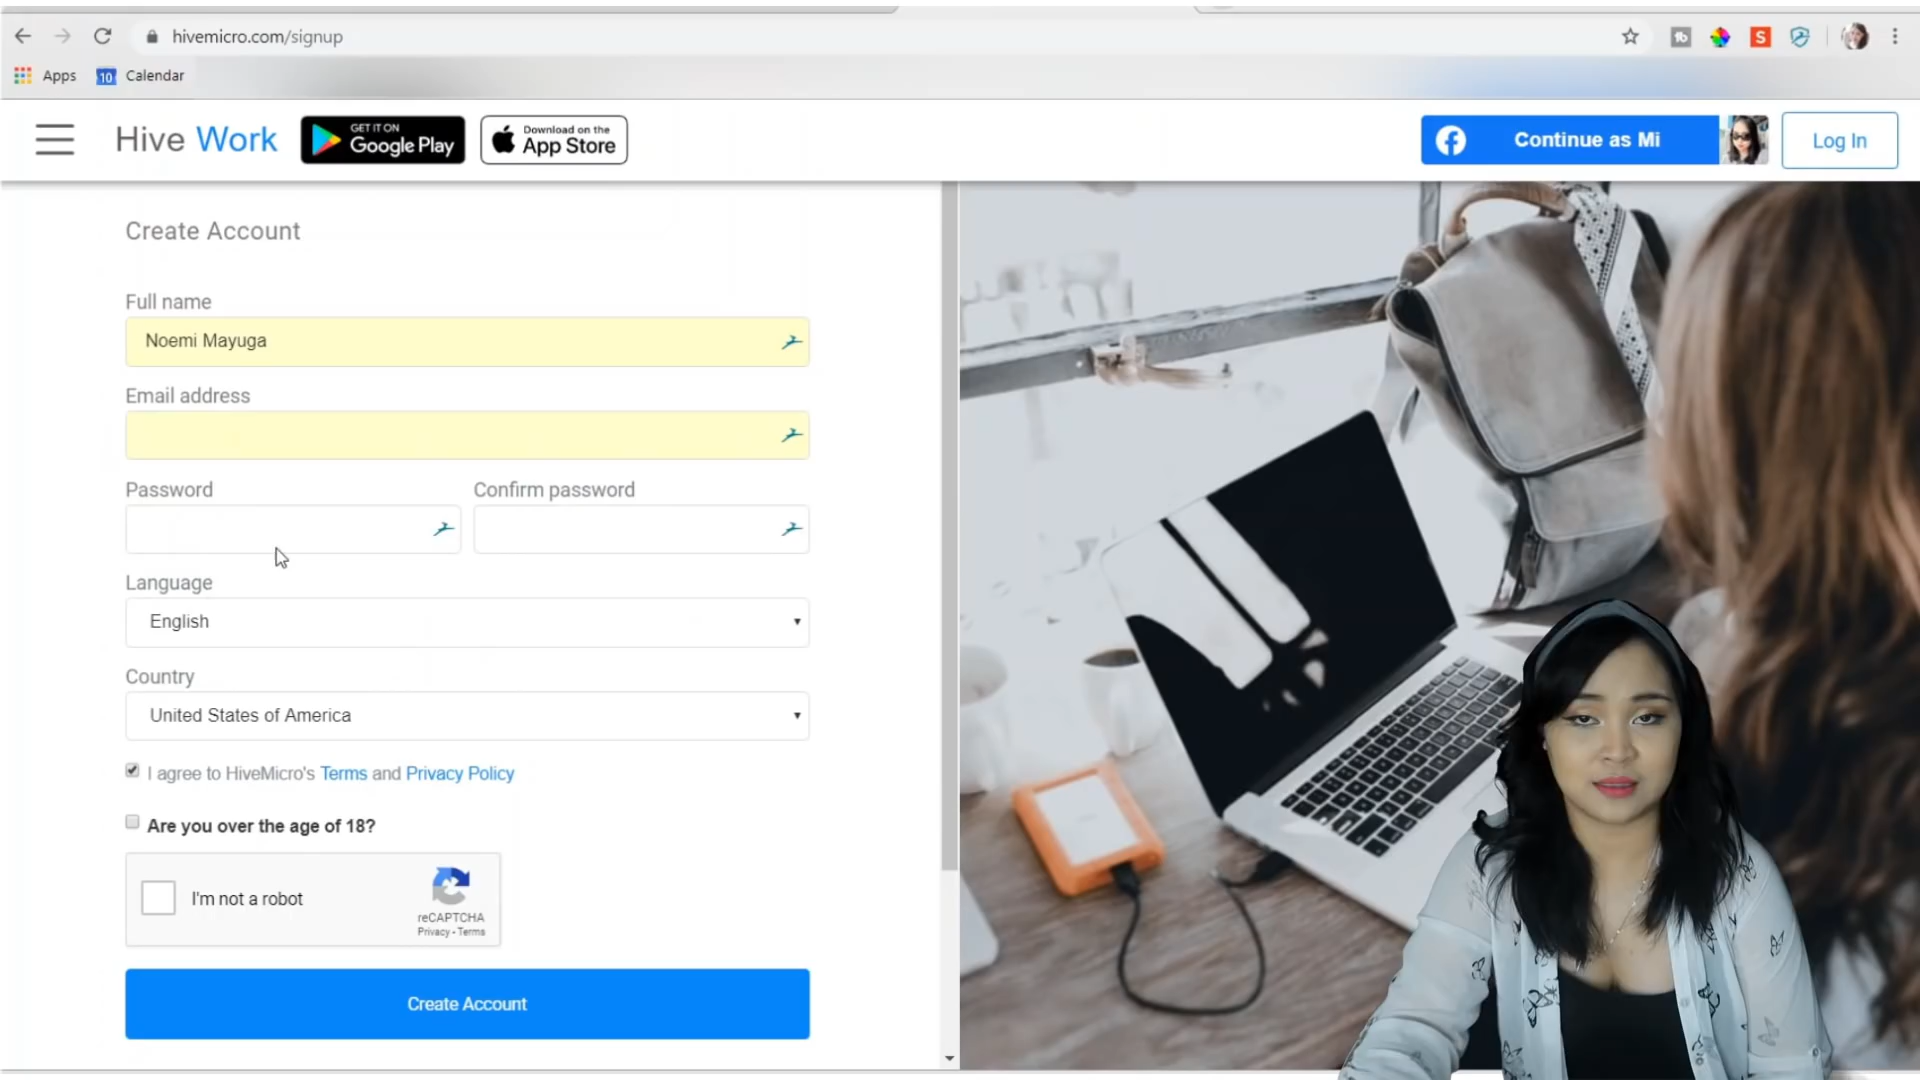 hivemicro.com/signup
Apps
10 Calendar
Hive Work
GET IT ON
Google Play
Download on the
App Store
Continue as Mi
Log In
Create Account
Full name
Noemi Mayuga
Email address
Password Confirm password
Language
English
Country
United States of America
I agree to HiveMicro's Terms and Privacy Policy
Are you over the age of 18?
I'm not a robot
reCAPTCHA
Privacy - Terms
Create Account